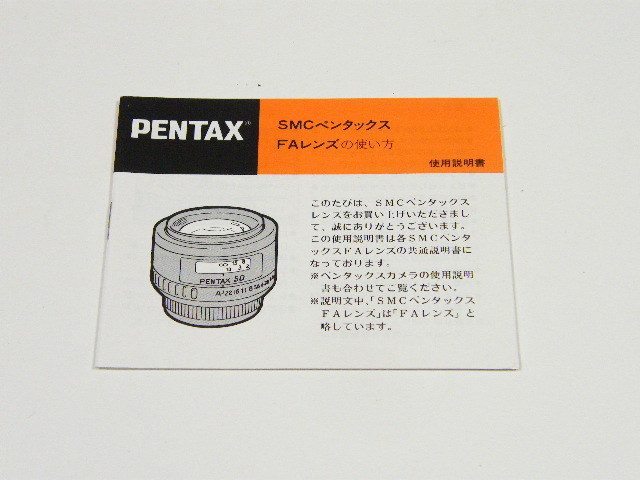 PENTAX®
SMCペンタックス
FAレンズの使い方
使用説明書
このたびは、SMCペンタックス
レンズをお買い上げいただきまし
て、誠にありがとうございます。
この使用説明書は各SMCペンタ
ックスFAレンズの共通説明書に
なっております。
※ペンタックスカメラの使用説明
書も合わせてご覧ください。
※説明文中、「SMCペンタックス
FAレンズ」は「FAレンズ」と
略しています。
PENTAX 50
A 22 16 11 8 5.6 4